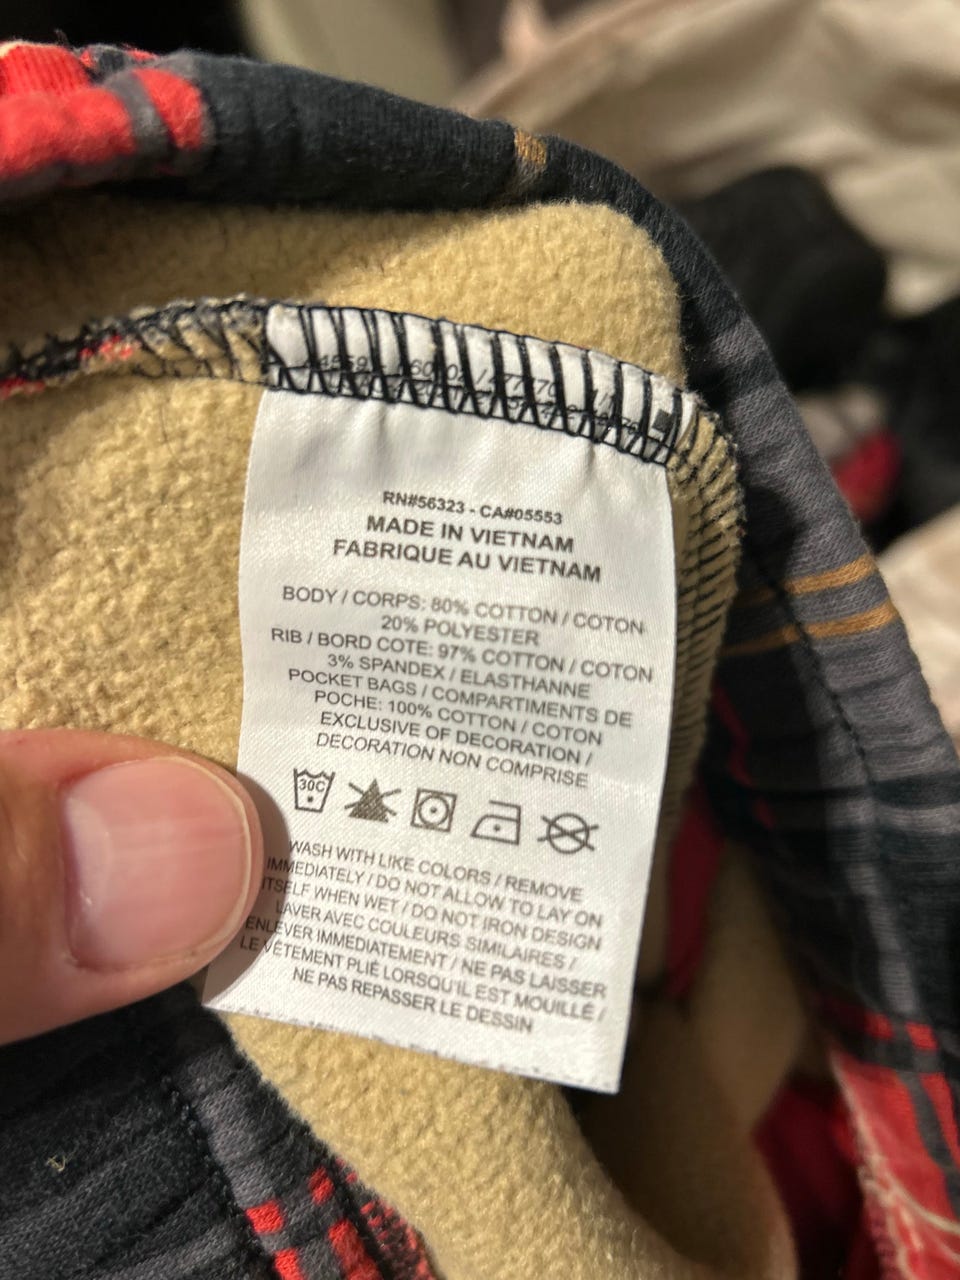 RN#56323 - CA#05553
MADE IN VIETNAM
FABRIQUE AU VIETNAM
BODY / CORPS: 80% COTTON / COTON
20% POLYESTER
RIB / BORD COTE: 97% COTTON / COTON
3% SPANDEX / ELASTHANNE
POCKET BAGS / COMPARTIMENTS DE
POCHE: 100% COTTON / COTON
EXCLUSIVE OF DECORATION /
DECORATION NON COMPRISE
30C
WASH WITH LIKE COLORS / REMOVE
IMMEDIATELY / DO NOT ALLOW TO LAY ON
ITSELF WHEN WET / DO NOT IRON DESIGN
LAVER AVEC COULEURS SIMILAIRES /
ENLEVER IMMEDIATEMENT / NE PAS LAISSER
LE VÊTEMENT PLIÉ LORSQU'IL EST MOUILLÉ /
NE PAS REPASSER LE DESSIN